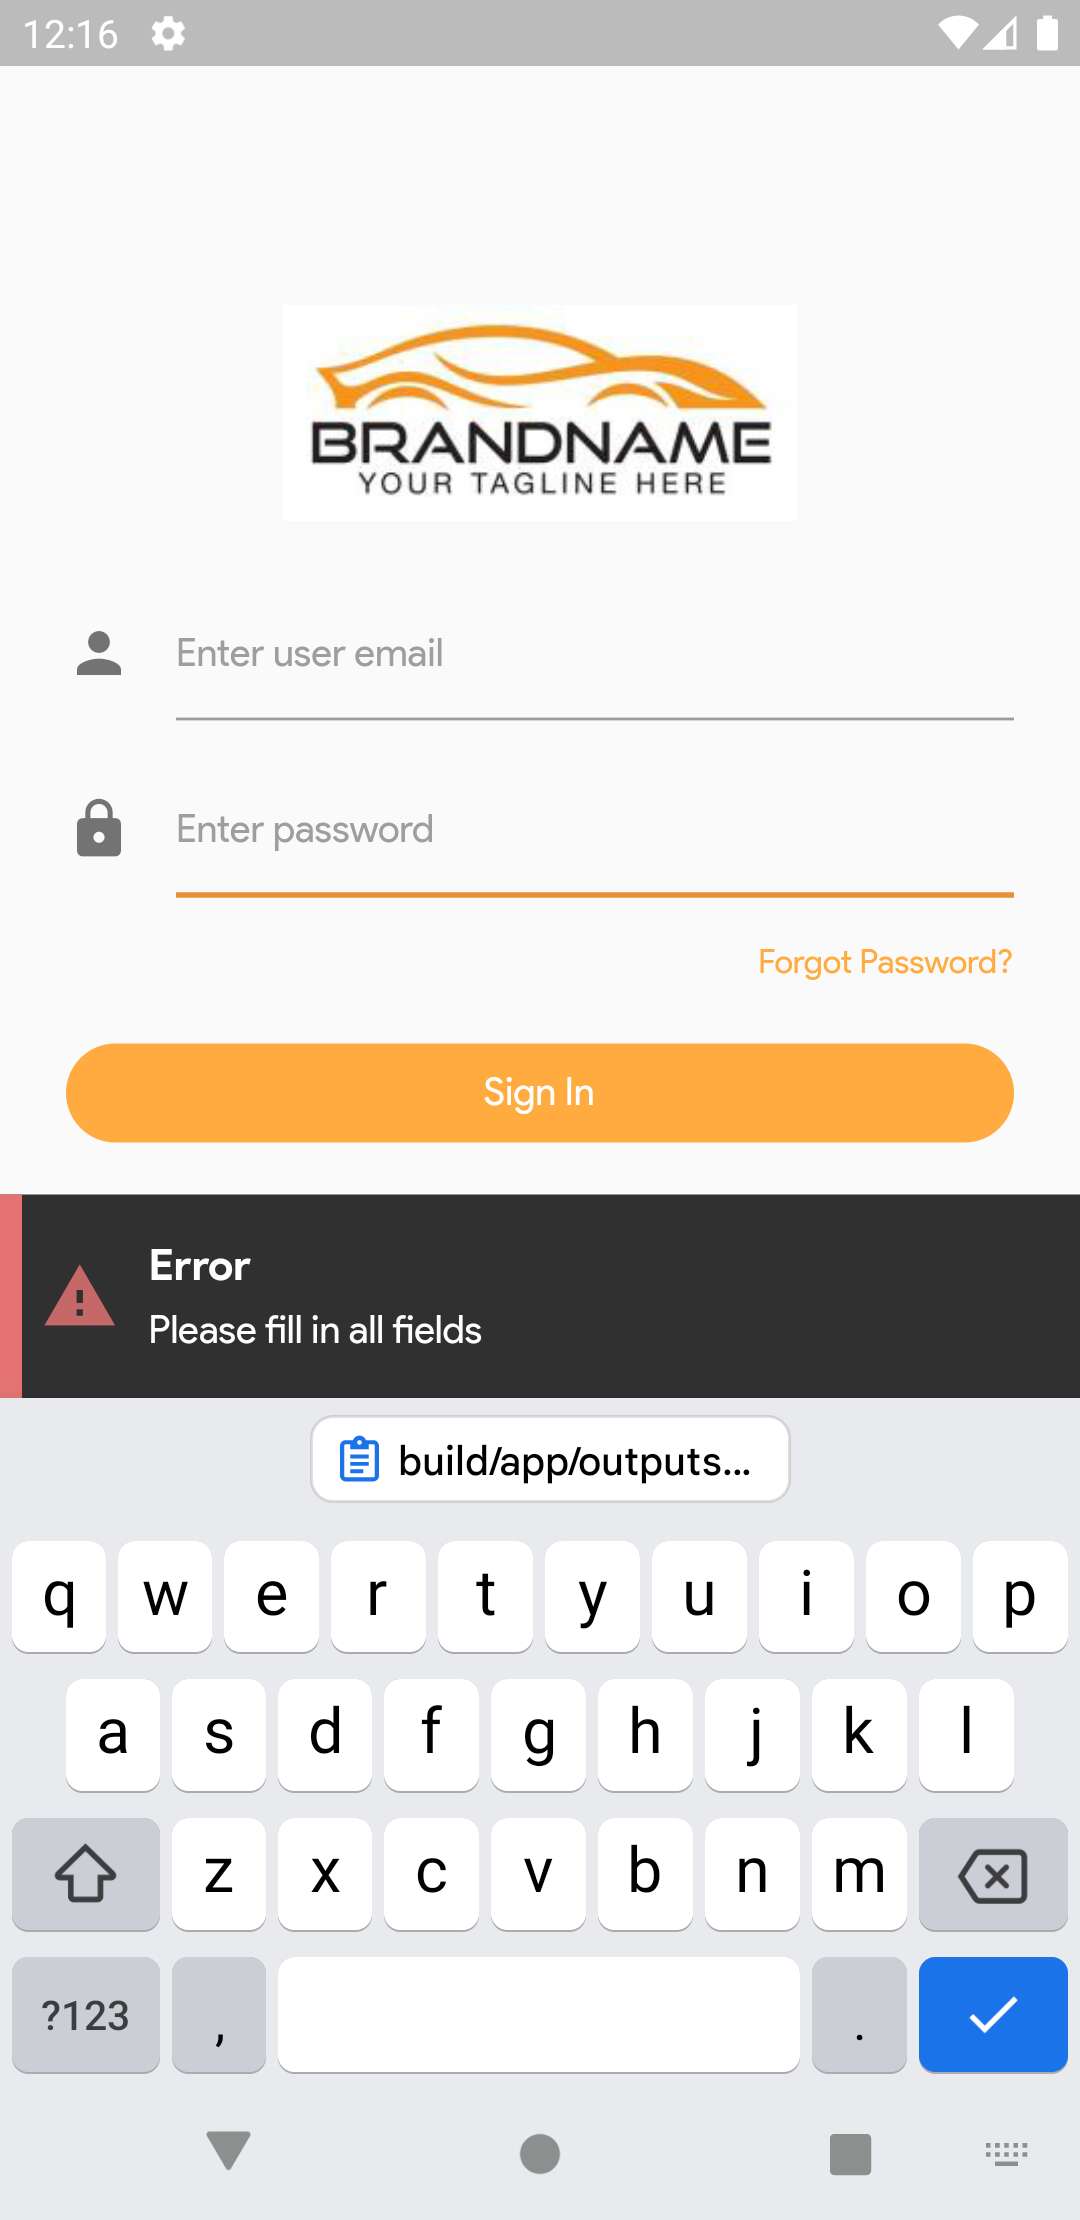 12:16
BRANDNAME
YOUR TAGLINE HERE
Enter user email
Enter password
Forgot Password?
Sign In
Error
Please fill in all fields
build/app/outputs...
q w e r t y u i o p
a s d f g h j k l
z x c v b n m
?123 , .